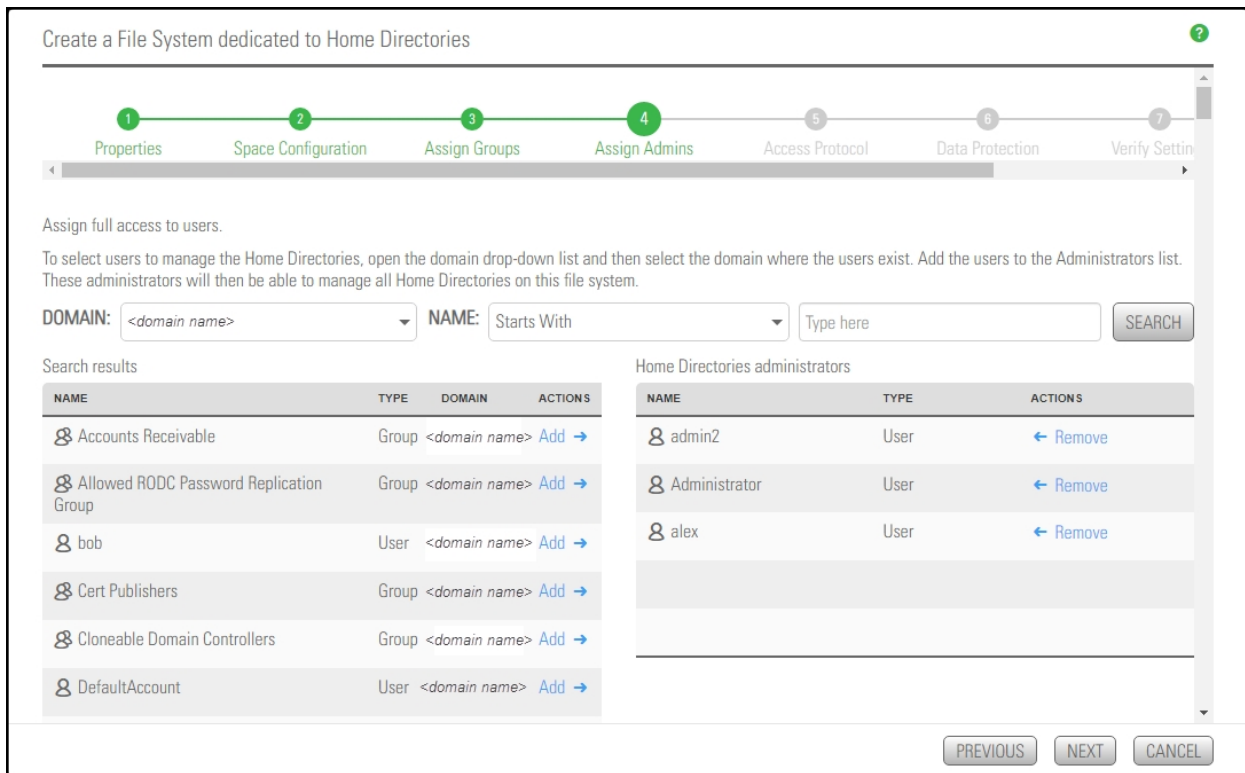 Create a File System dedicated to Home Directories
?
1 2 3 4 5 6 7
Properties Space Configuration Assign Groups Assign Admins Access Protocol Data Protection Verify Settin
Assign full access to users.
To select users to manage the Home Directories, open the domain drop-down list and then select the domain where the users exist. Add the users to the Administrators list.
These administrators will then be able to manage all Home Directories on this file system.
DOMAIN: <domain name> NAME: Starts With Type here SEARCH
Search results
NAME TYPE DOMAIN ACTIONS
Accounts Receivable Group <domain name> Add →
Allowed RODC Password Replication Group <domain name> Add →
Group
bob User <domain name> Add →
Cert Publishers Group <domain name> Add →
Cloneable Domain Controllers Group <domain name> Add →
DefaultAccount User <domain name> Add →
Home Directories administrators
NAME TYPE ACTIONS
admin2 User ← Remove
Administrator User ← Remove
alex User ← Remove
PREVIOUS NEXT CANCEL